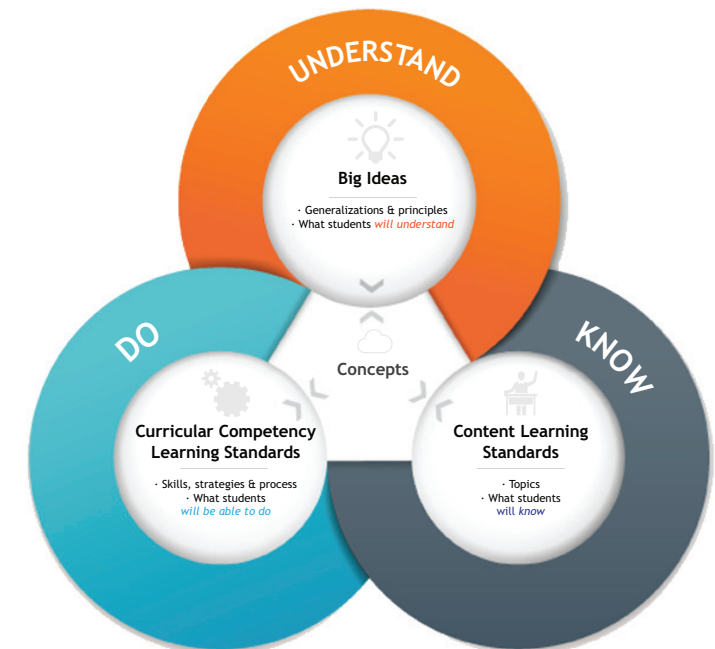 UNDERSTAND
Big Ideas
· Generalizations & principles
· What students will understand
DO
KNOW
Concepts
Curricular Competency
Learning Standards
· Skills, strategies & process
· What students
will be able to do
Content Learning
Standards
· Topics
· What students
will know